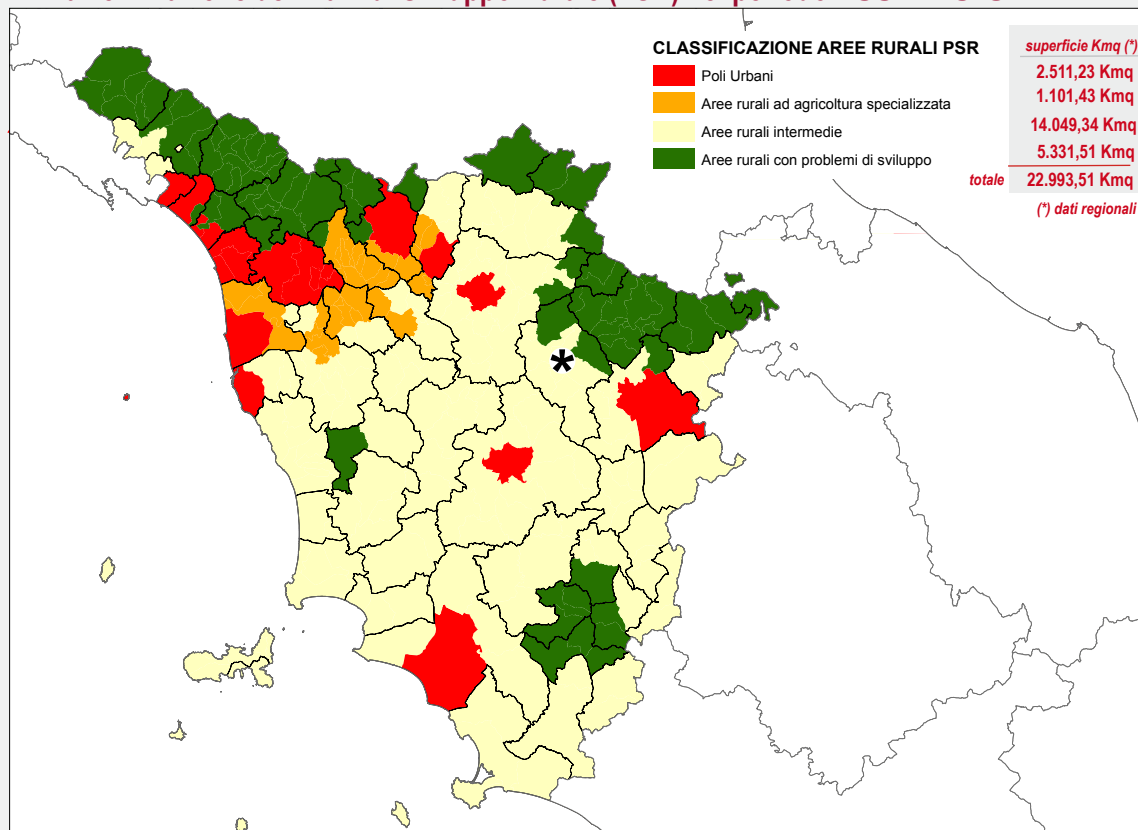 CLASSIFICAZIONE AREE RURALI PSR
superficie Kmq (*)
Poli Urbani
2.511,23 Kmq
Aree rurali ad agricoltura specializzata
1.101,43 Kmq
Aree rurali intermedie
14.049,34 Kmq
Aree rurali con problemi di sviluppo
5.331,51 Kmq
totale 22.993,51 Kmq
(*) dati regionali
*